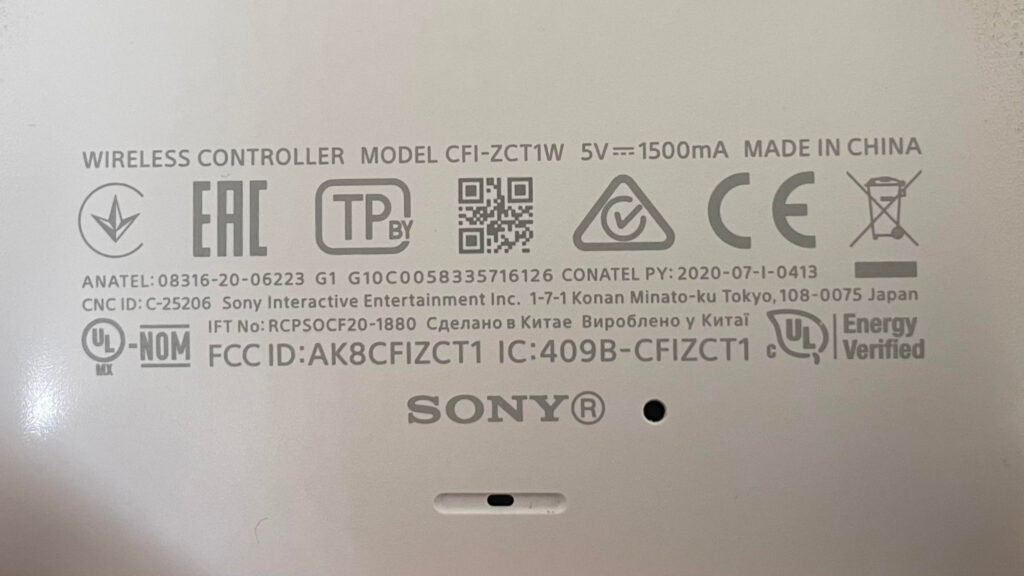 WIRELESS CONTROLLER MODEL CFI-ZCT1W 5V⎓1500mA MADE IN CHINA
EAC TP BY CE
ANATEL: 08316-20-06223 G1 G10C0058335716126 CONATEL PY: 2020-07-I-0413
CNC ID: C-25206 Sony Interactive Entertainment Inc. 1-7-1 Konan Minato-ku Tokyo, 108-0075 Japan
IFT No: RCPSOCF20-1880 Сделано в Китае Вироблено у Китаї
UL MX -NOM FCC ID:AK8CFIZCT1 IC:409B-CFIZCT1 c UL Energy Verified
SONY®